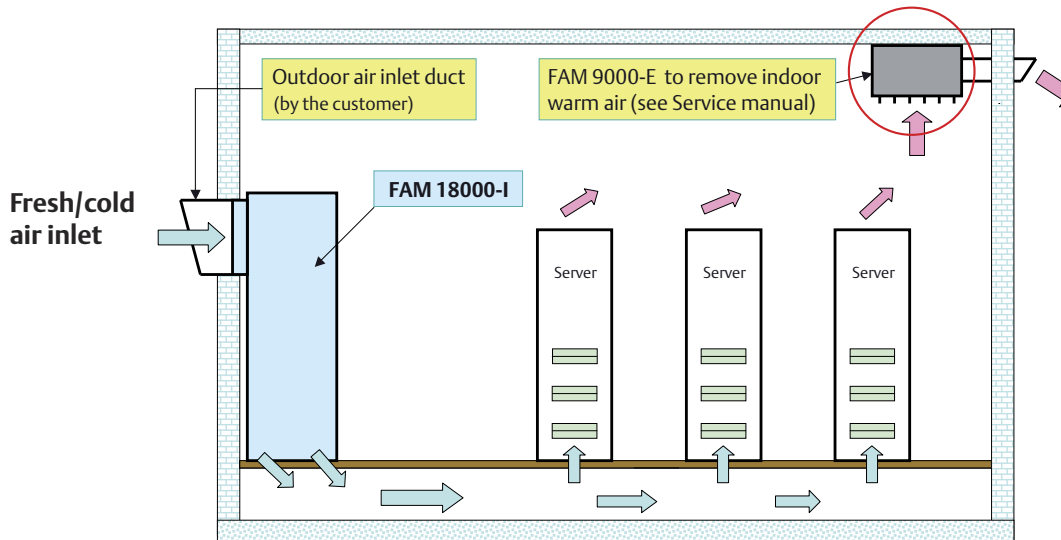 Outdoor air inlet duct
(by the customer)
FAM 9000-E to remove indoor
warm air (see Service manual)
FAM 18000-I
Fresh/cold
air inlet
Server
Server
Server